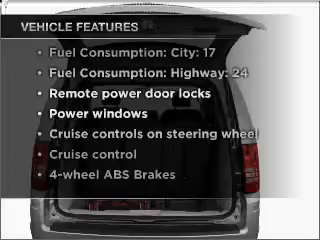 VEHICLE FEATURES
• Fuel Consumption: City: 17
• Fuel Consumption: Highway: 24
• Remote power door locks
• Power windows
• Cruise controls on steering wheel
• Cruise control
• 4-wheel ABS Brakes